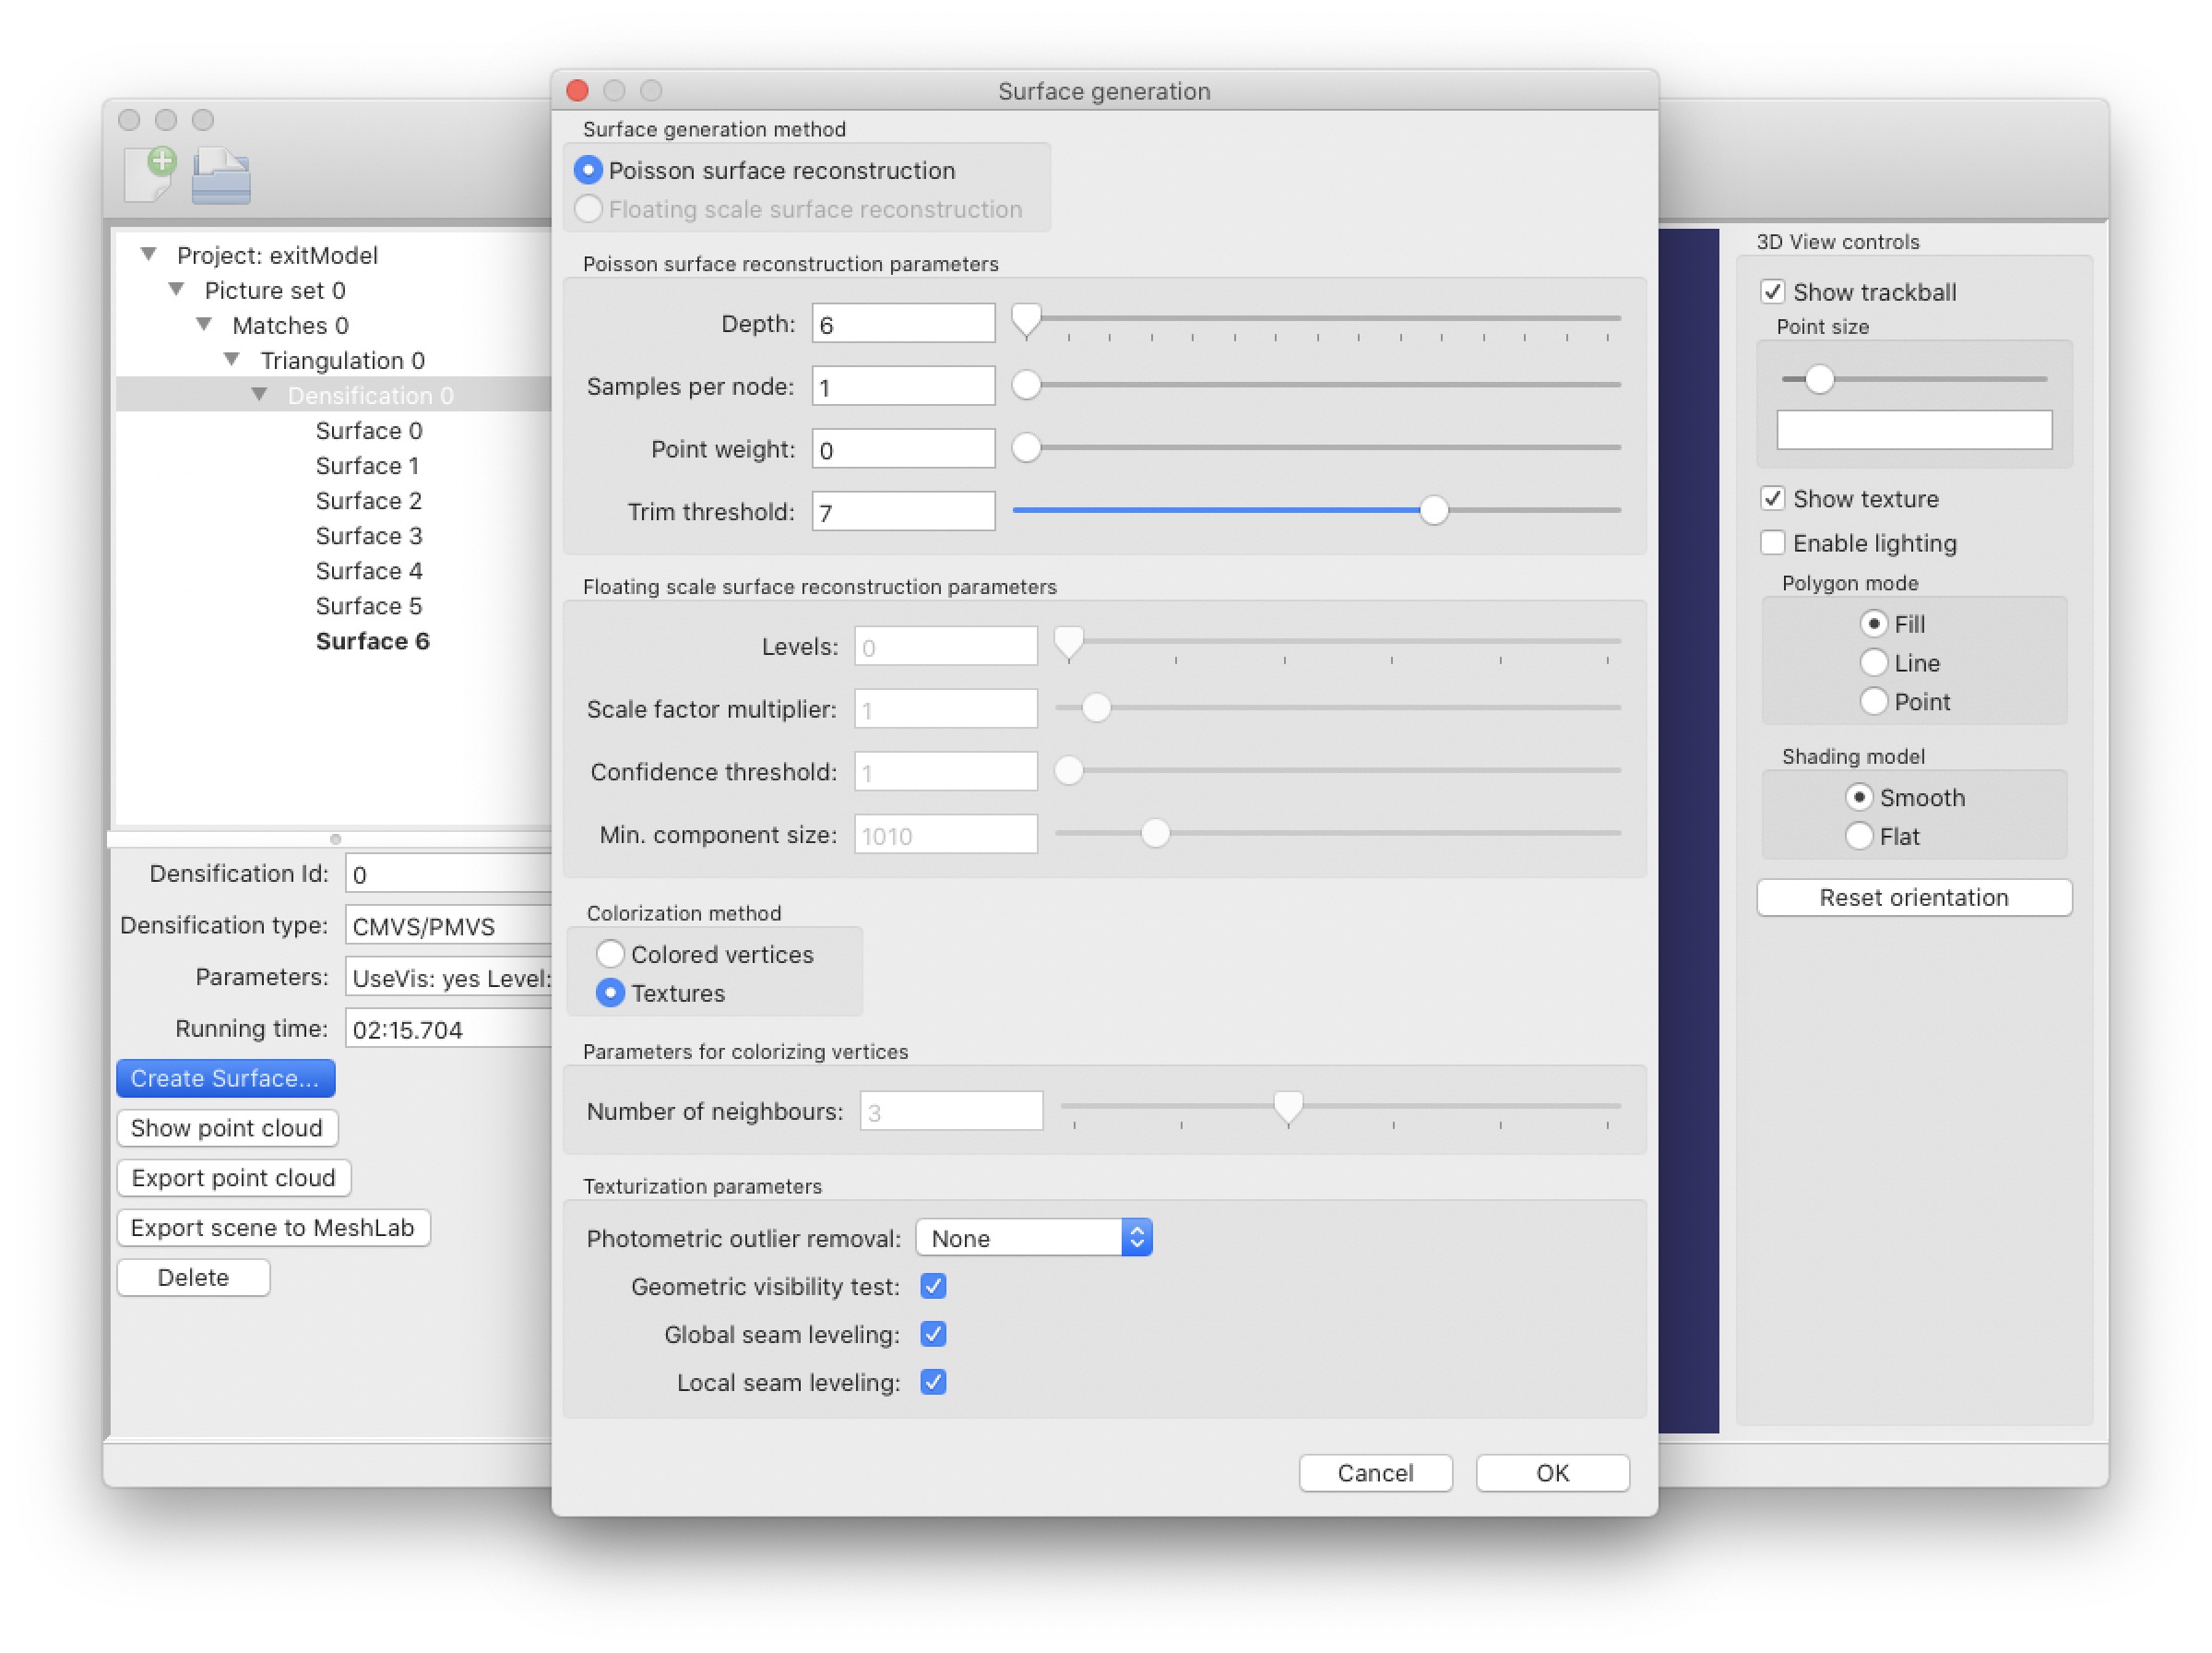 Surface generation
Surface generation method
Poisson surface reconstruction
Floating scale surface reconstruction
Poisson surface reconstruction parameters
Depth: 6
Samples per node: 1
Point weight: 0
Trim threshold: 7
Floating scale surface reconstruction parameters
Levels: 0
Scale factor multiplier: 1
Confidence threshold: 1
Min. component size: 1010
Colorization method
Colored vertices
Textures
Parameters for colorizing vertices
Number of neighbours: 3
Texturization parameters
Photometric outlier removal: None
Geometric visibility test:
Global seam leveling:
Local seam leveling:
Cancel OK
Project: exitModel
Picture set 0
Matches 0
Triangulation 0
Densification 0
Surface 0
Surface 1
Surface 2
Surface 3
Surface 4
Surface 5
Surface 6
Densification Id: 0
Densification type: CMVS/PMVS
Parameters: UseVis: yes Level:
Running time: 02:15.704
Create Surface...
Show point cloud
Export point cloud
Export scene to MeshLab
Delete
3D View controls
Show trackball
Point size
Show texture
Enable lighting
Polygon mode
Fill
Line
Point
Shading model
Smooth
Flat
Reset orientation